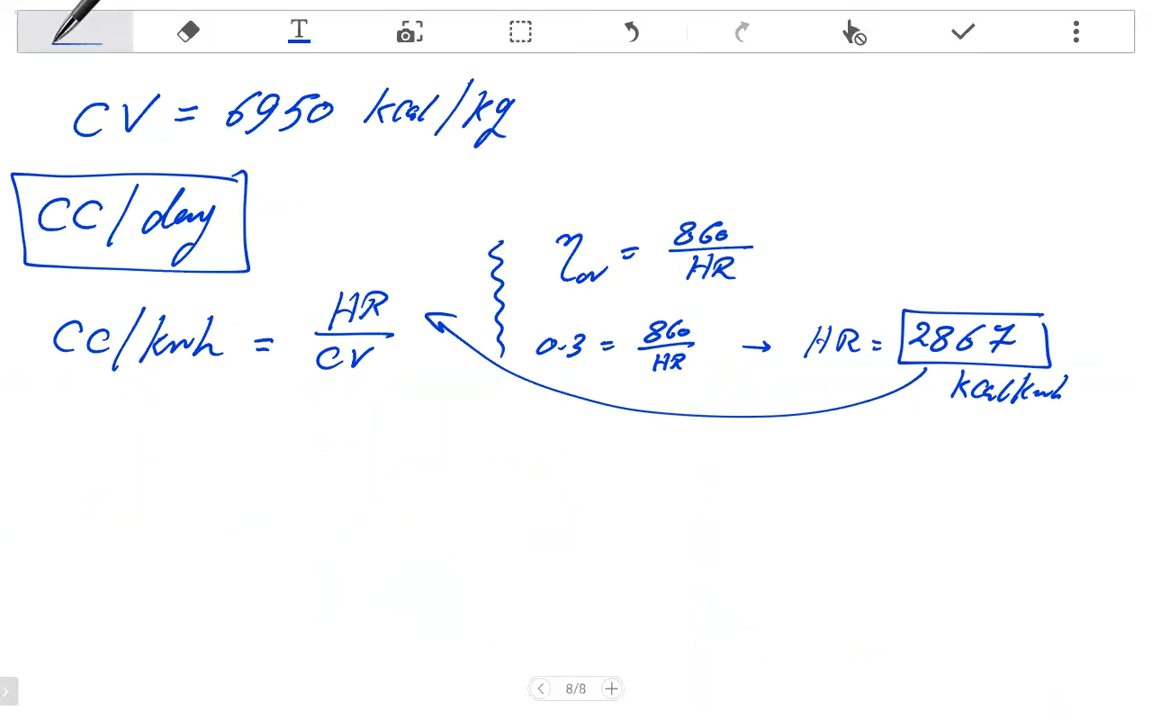 T
CV = 6950 kcal/kg
CC/day
η_ov = 860/HR
CC/kwh = HR/CV
0.3 = 860/HR → HR = 2867
kcal/kwh
8/8